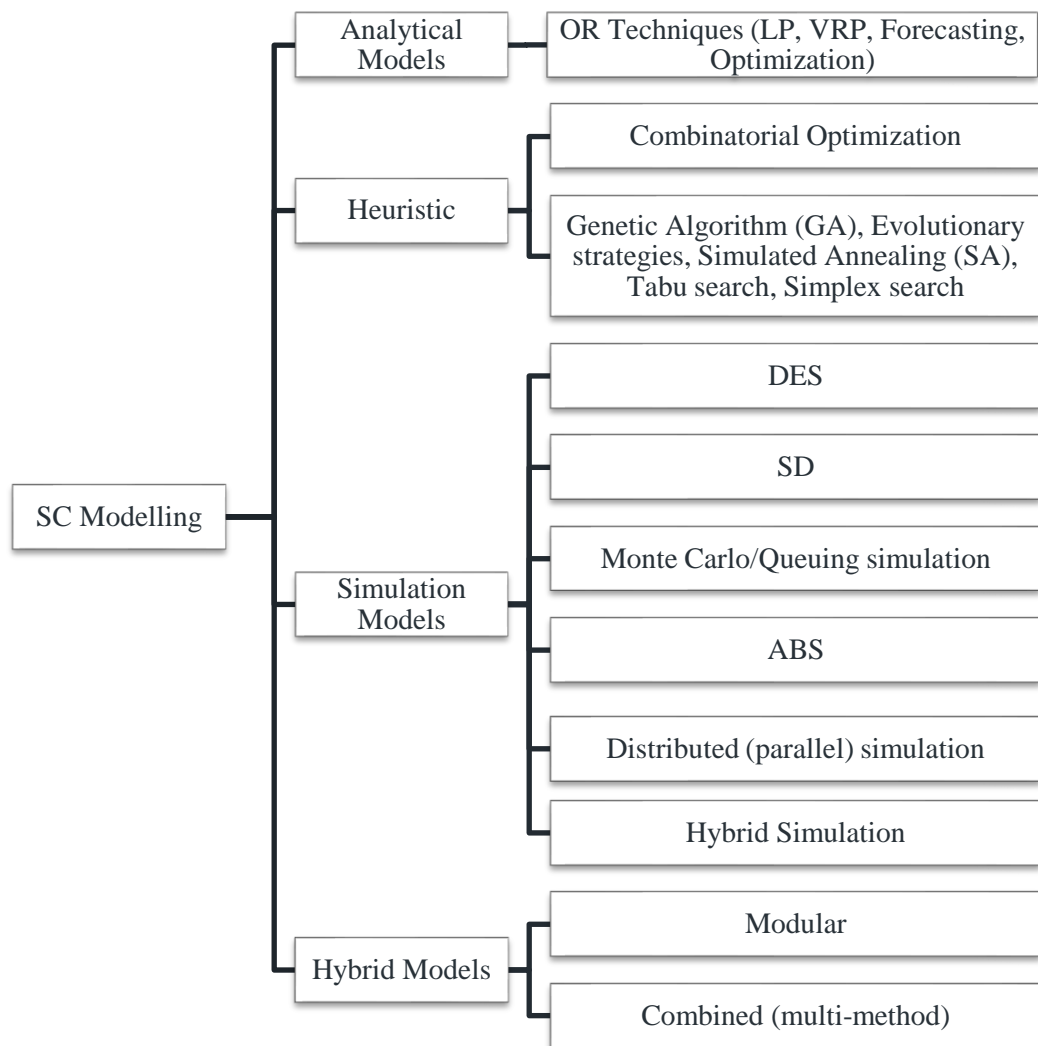 SC Modelling
Analytical
Models
OR Techniques (LP, VRP, Forecasting,
Optimization)
Heuristic
Combinatorial Optimization
Genetic Algorithm (GA), Evolutionary
strategies, Simulated Annealing (SA),
Tabu search, Simplex search
Simulation
Models
DES
SD
Monte Carlo/Queuing simulation
ABS
Distributed (parallel) simulation
Hybrid Simulation
Hybrid Models
Modular
Combined (multi-method)